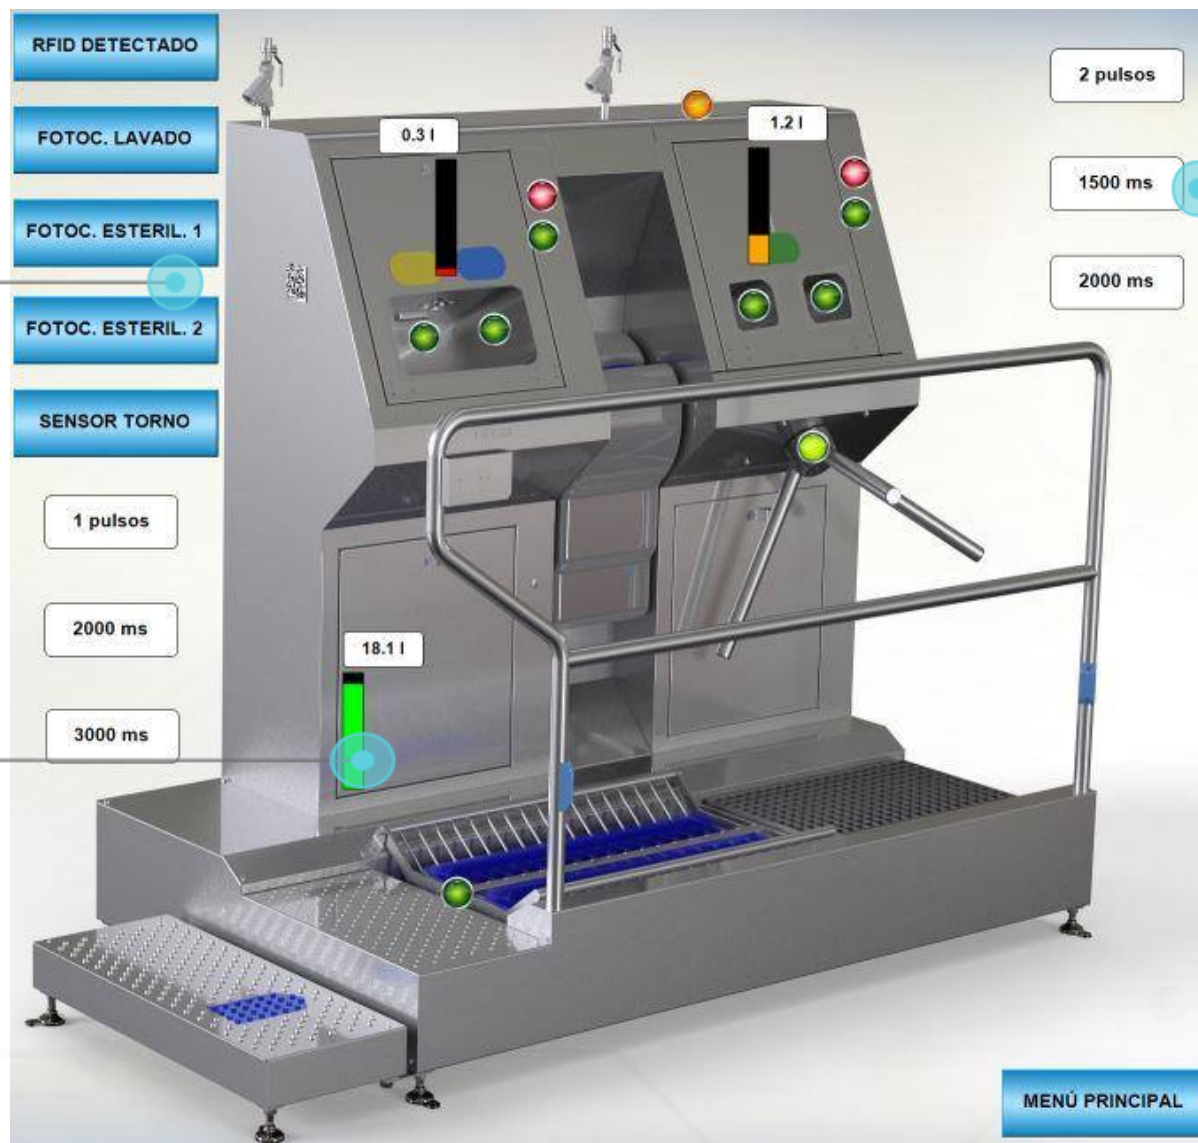 RFID DETECTADO
FOTOC. LAVADO
FOTOC. ESTERIL. 1
FOTOC. ESTERIL. 2
SENSOR TORNO
1 pulsos
2000 ms
3000 ms
0.3 l
1.2 l
18.1 l
2 pulsos
1500 ms
2000 ms
MENÚ PRINCIPAL